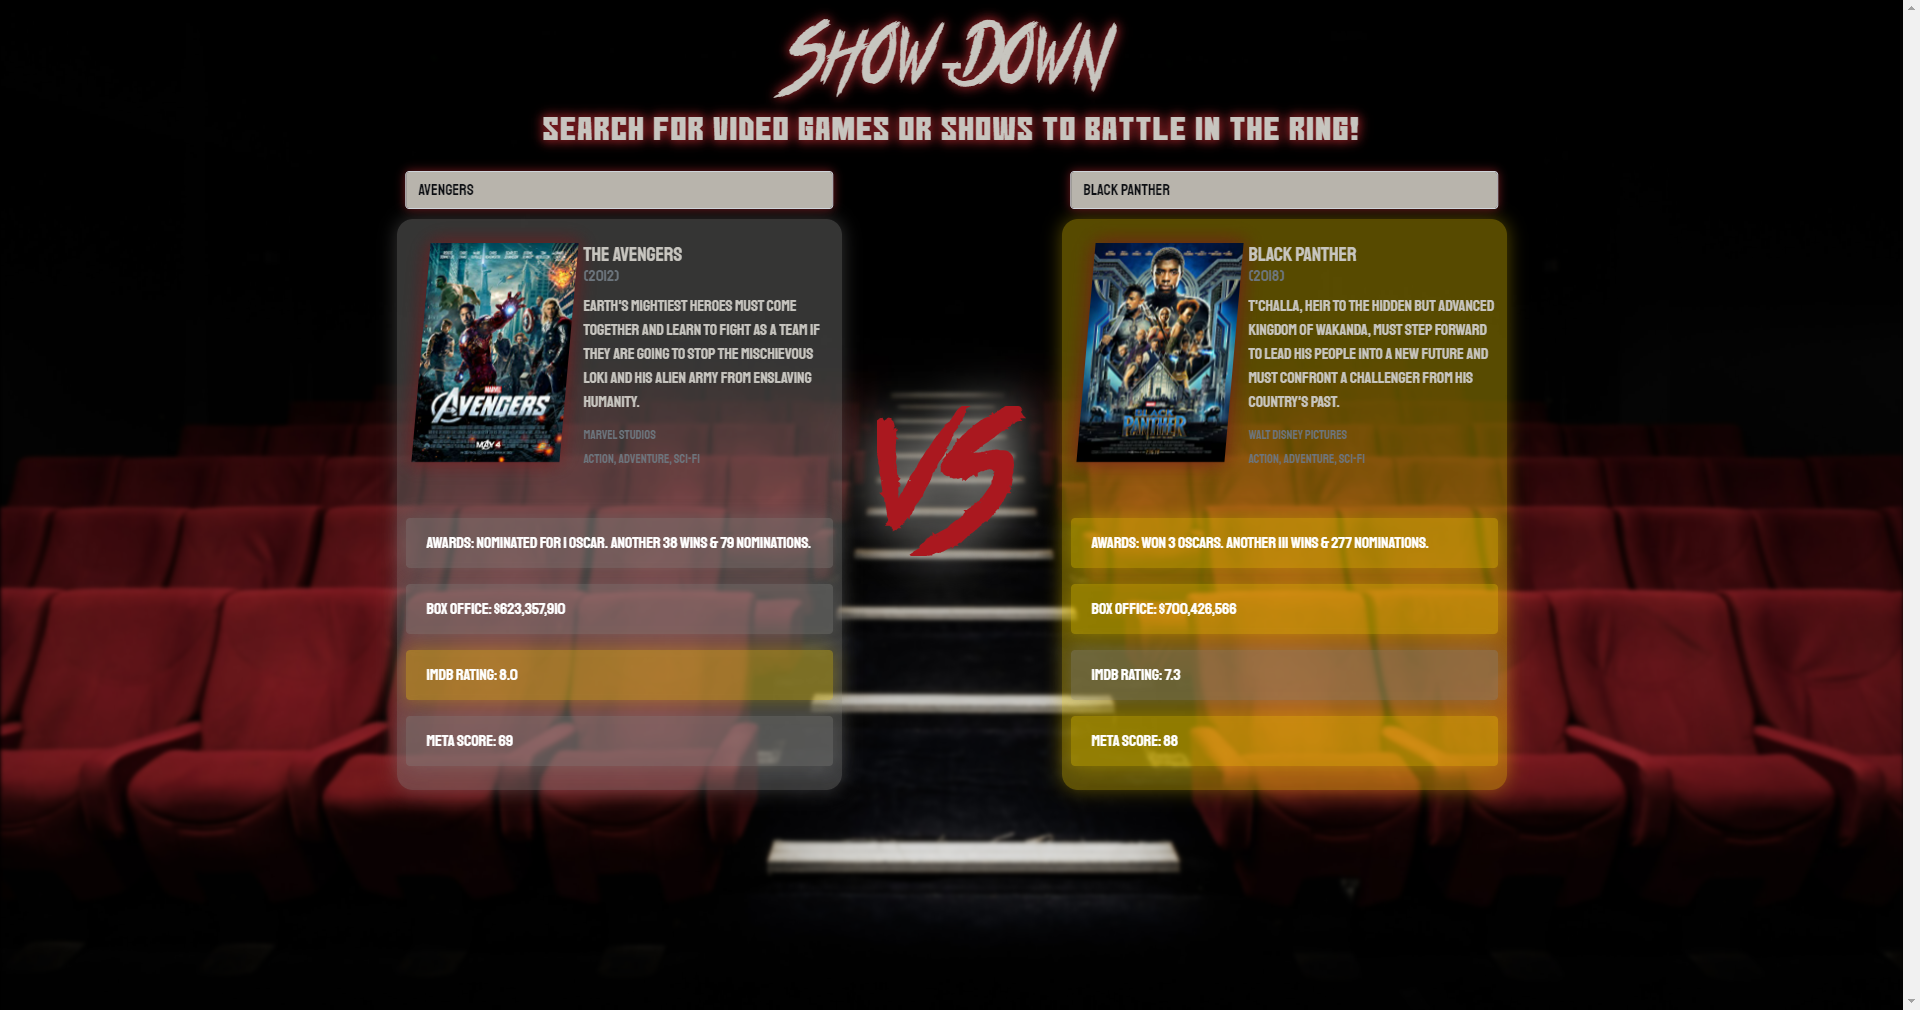 SHOW-DOWN
SEARCH FOR VIDEO GAMES OR SHOWS TO BATTLE IN THE RING!
AVENGERS
THE AVENGERS
(2012)
EARTH'S MIGHTIEST HEROES MUST COME
TOGETHER AND LEARN TO FIGHT AS A TEAM IF
THEY ARE GOING TO STOP THE MISCHIEVOUS
LOKI AND HIS ALIEN ARMY FROM ENSLAVING
HUMANITY.
MARVEL STUDIOS
ACTION, ADVENTURE, SCI-FI
MARVEL
AVENGERS
MAY 4
AWARDS: NOMINATED FOR 1 OSCAR. ANOTHER 38 WINS & 79 NOMINATIONS.
BOX OFFICE: $623,357,910
IMDB RATING: 8.0
META SCORE: 69
VS
BLACK PANTHER
BLACK PANTHER
(2018)
T'CHALLA, HEIR TO THE HIDDEN BUT ADVANCED
KINGDOM OF WAKANDA, MUST STEP FORWARD
TO LEAD HIS PEOPLE INTO A NEW FUTURE AND
MUST CONFRONT A CHALLENGER FROM HIS
COUNTRY'S PAST.
WALT DISNEY PICTURES
ACTION, ADVENTURE, SCI-FI
BLACK
PANTHER
AWARDS: WON 3 OSCARS. ANOTHER 111 WINS & 277 NOMINATIONS.
BOX OFFICE: $700,426,566
IMDB RATING: 7.3
META SCORE: 88